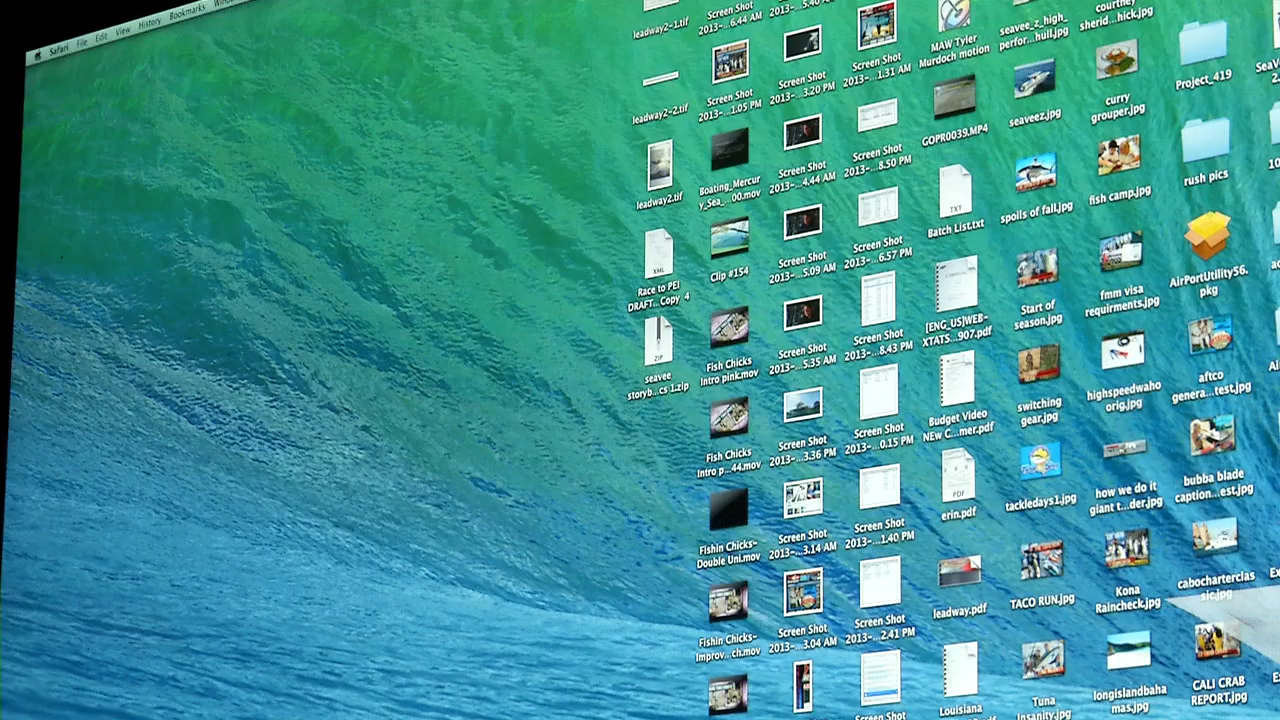 Safari File Edit View History Bookmarks
leadway2-1.tif
leadway2-2.tif
leadway2.tif
XML
Race to PEI
DRAFT...Copy 4
ZIP
seavee
storyb...cs 1.zip
Screen Shot
2013-...6.44 AM
Screen Shot
2013-...1.05 PM
Boating_Mercur
y_Sea_...00.mov
Clip #154
Fish Chicks
Intro pink.mov
Fish Chicks
Intro p...44.mov
Fishin Chicks-
Double Uni.mov
Fishin Chicks-
Improv...ch.mov
2013-...5.40 AM
Screen Shot
2013-...3.20 PM
Screen Shot
2013-...4.44 AM
Screen Shot
2013-...5.09 AM
Screen Shot
2013-...5.35 AM
Screen Shot
2013-...3.36 PM
Screen Shot
2013-...3.14 AM
Screen Shot
2013-...3.04 AM
Screen Shot
2013-...1.31 AM
Screen Shot
2013-...8.50 PM
Screen Shot
2013-...6.57 PM
Screen Shot
2013-...8.43 PM
Screen Shot
2013-...0.15 PM
Screen Shot
2013-...1.40 PM
Screen Shot
2013-...2.41 PM
Screen Shot
MAW Tyler
Murdoch motion
GOPR0039.MP4
TXT
Batch List.txt
[ENG_US]WEB-
XTATS...907.pdf
Budget Video
NEw C...mer.pdf
PDF
erin.pdf
leadway.pdf
Louisiana
seavee_z_high_
perfor...hull.jpg
seaveez.jpg
spoils of fall.jpg
Start of
season.jpg
switching
gear.jpg
tackledays1.jpg
TACO RUN.jpg
Tuna
Insanity.jpg
courtney
sherid...hick.jpg
curry
grouper.jpg
fish camp.jpg
fmm visa
requirments.jpg
highspeedwaho
orig.jpg
how we do it
giant t...der.jpg
Kona
Raincheck.jpg
longislandbaha
mas.jpg
Project_419
rush pics
AirPortUtility56.
pkg
aftco
genera...test.jpg
bubba blade
caption...est.jpg
cabochartercla
ssic.jpg
CALI CRAB
REPORT.jpg